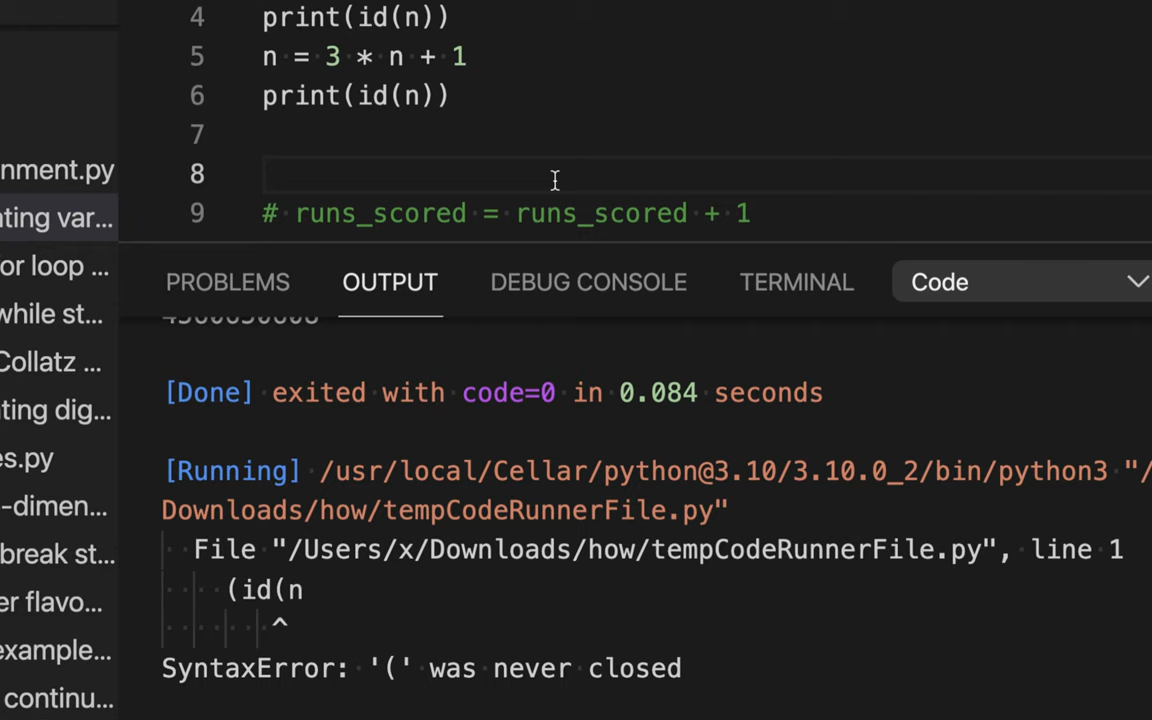 4 print(id(n))
5 n = 3 * n + 1
6 print(id(n))
7
8
9 # runs_scored = runs_scored + 1
nment.py
ting var...
or loop ...
while st...
Collatz ...
ting dig...
es.py
-dimen...
break st...
er flavo...
example...
continu...
PROBLEMS OUTPUT DEBUG CONSOLE TERMINAL Code
[Done] exited with code=0 in 0.084 seconds
[Running] /usr/local/Cellar/python@3.10/3.10.0_2/bin/python3 "/
Downloads/how/tempCodeRunnerFile.py"
File "/Users/x/Downloads/how/tempCodeRunnerFile.py", line 1
(id(n
^
SyntaxError: '(' was never closed